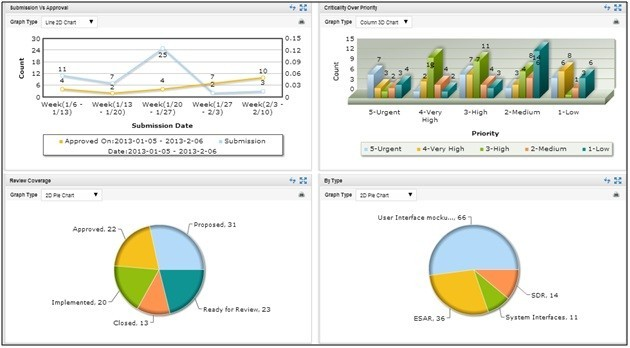 Submission Vs Approval
Graph Type Line 2D Chart
30
24
18
12
6
0
Count
0.15
0.12
0.09
0.06
0.03
0
11
4
7
2
25
4
7
2
10
3
Week(1/6 - 1/13)
Week(1/13 - 1/20)
Week(1/20 - 1/27)
Week(1/27 - 2/3)
Week(2/3 - 2/10)
Submission Date
Approved On:2013-01-05 - 2013-2-06
Submission
Date:2013-01-05 - 2013-2-06
Criticality Over Priority
Graph Type Column 3D Chart
15
12
9
6
3
0
Count
5-Urgent
4-Very High
3-High
2-Medium
1-Low
Priority
5-Urgent 4-Very High 3-High 2-Medium 1-Low
Review Coverage
Graph Type 2D Pie Chart
Approved, 22
Proposed, 31
Implemented, 20
Closed, 13
Ready for Review, 23
By Type
Graph Type 2D Pie Chart
User Interface mocku...., 66
SDR, 14
System Interfaces, 11
ESAR, 36